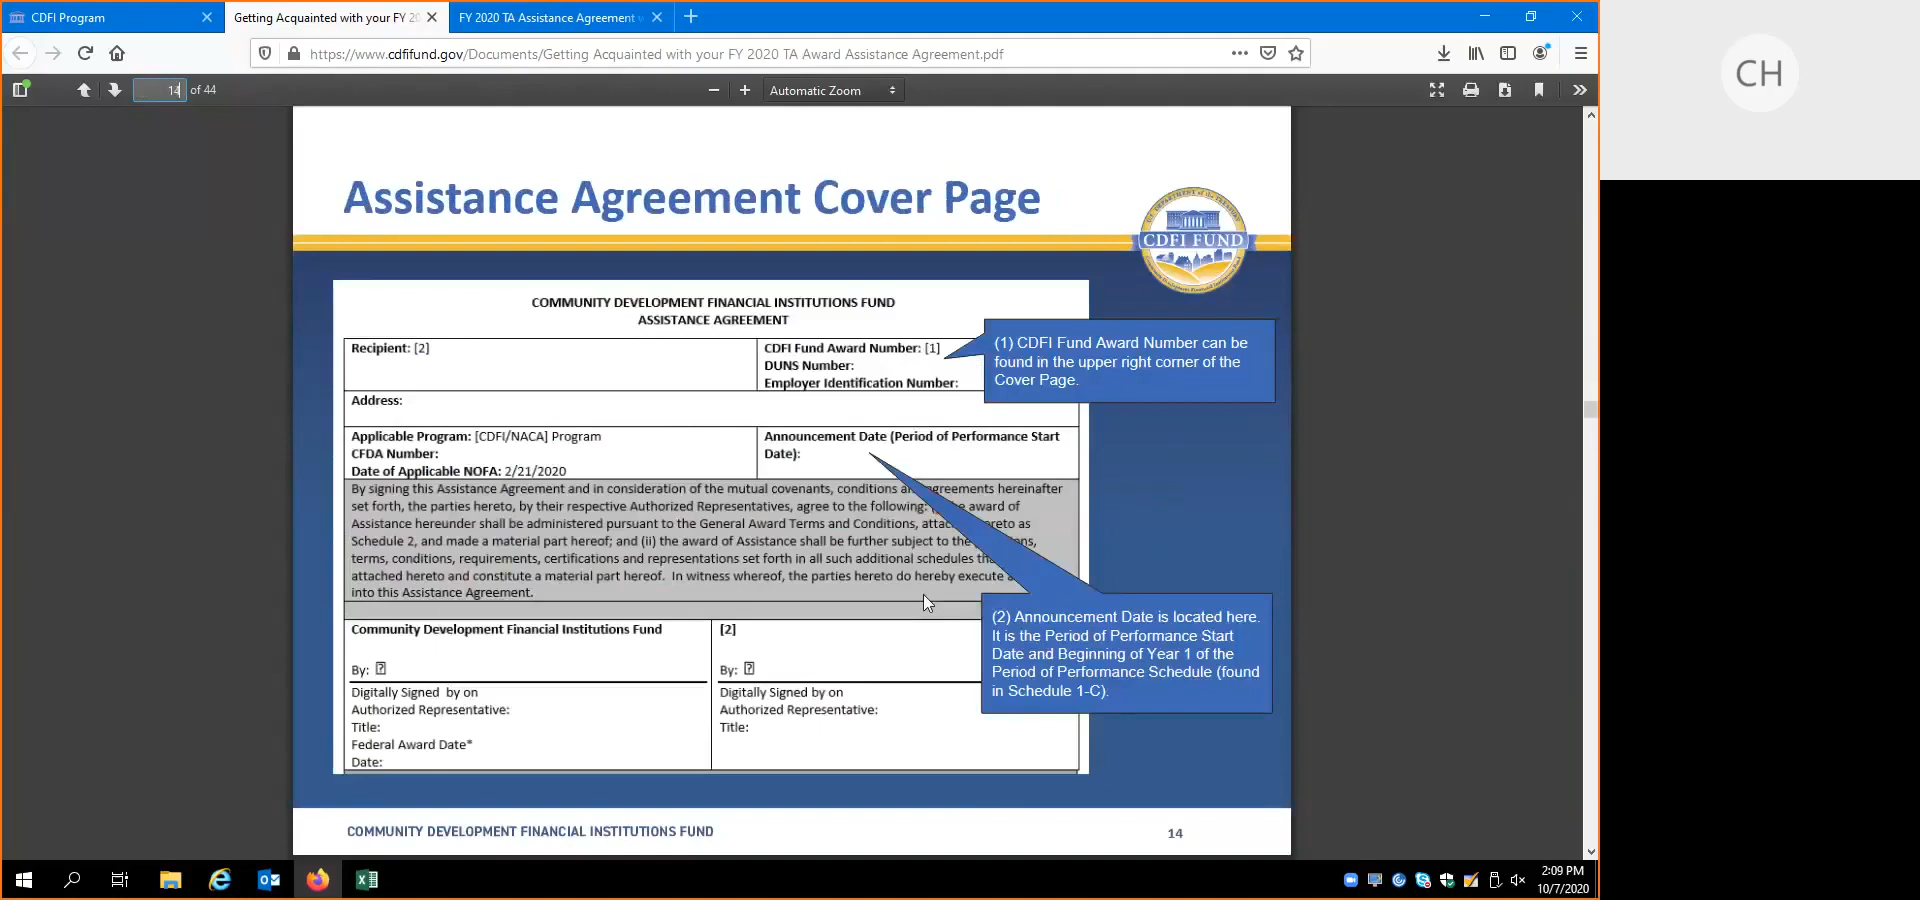 CDFI Program
Getting Acquainted with your FY 20
FY 2020 TA Assistance Agreement
https://www.cdfifund.gov/Documents/Getting Acquainted with your FY 2020 TA Award Assistance Agreement.pdf
14 of 44
Automatic Zoom
CH
Assistance Agreement Cover Page
CDFI FUND
COMMUNITY DEVELOPMENT FINANCIAL INSTITUTIONS FUND
ASSISTANCE AGREEMENT
Recipient: [2]
CDFI Fund Award Number: [1]
DUNS Number:
Employer Identification Number:
(1) CDFI Fund Award Number can be
found in the upper right corner of the
Cover Page.
Address:
Applicable Program: [CDFI/NACA] Program
CFDA Number:
Date of Applicable NOFA: 2/21/2020
Announcement Date (Period of Performance Start
Date):
By signing this Assistance Agreement and in consideration of the mutual covenants, conditions agreements hereinafter
set forth, the parties hereto, by their respective Authorized Representatives, agree to the following: award of
Assistance hereunder shall be administered pursuant to the General Award Terms and Conditions, hereto as
Schedule 2, and made a material part hereof; and (ii) the award of Assistance shall be further subject to the
terms, conditions, requirements, certifications and representations set forth in all such additional schedules
attached hereto and constitute a material part hereof. In witness whereof, the parties hereto do hereby execute
into this Assistance Agreement.
Community Development Financial Institutions Fund
By:
Digitally Signed by on
Authorized Representative:
Title:
Federal Award Date*
Date:
[2]
By:
Digitally Signed by on
Authorized Representative:
Title:
(2) Announcement Date is located here.
It is the Period of Performance Start
Date and Beginning of Year 1 of the
Period of Performance Schedule (found
in Schedule 1-C).
COMMUNITY DEVELOPMENT FINANCIAL INSTITUTIONS FUND
14
2:09 PM
10/7/2020